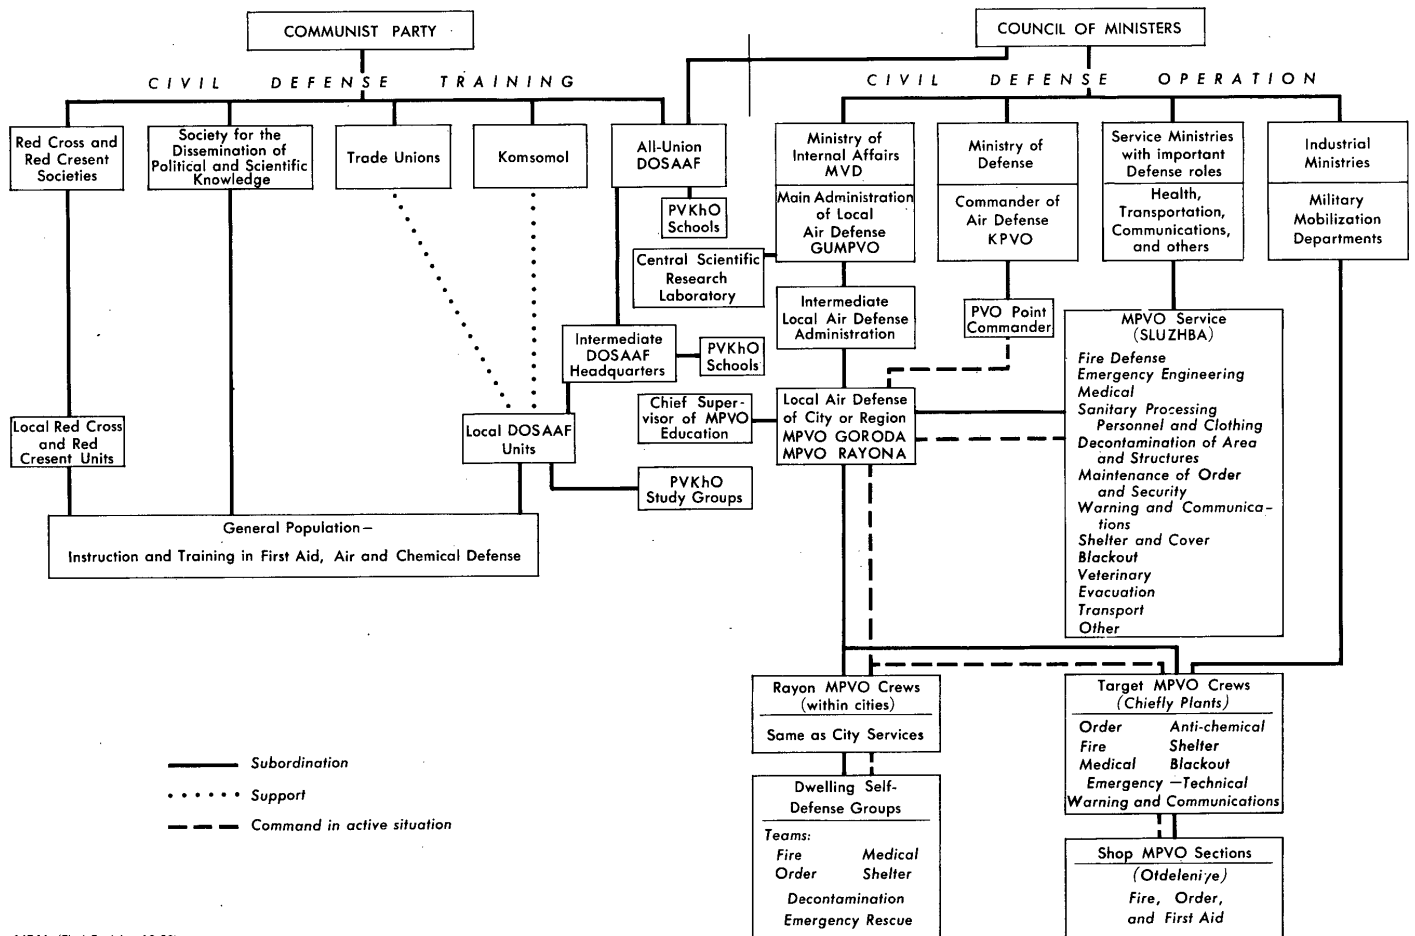 COMMUNIST PARTY
COUNCIL OF MINISTERS
CIVIL DEFENSE TRAINING
CIVIL DEFENSE OPERATION
Red Cross and
Red Cresent
Societies
Society for the
Dissemination of
Political and Scientific
Knowledge
Trade Unions
Komsomol
All-Union
DOSAAF
PVKhO
Schools
Ministry of
Internal Affairs
MVD
Main Administration
of Local
Air Defense
GUMPVO
Ministry of
Defense
Commander of
Air Defense
KPVO
Service Ministries
with important
Defense roles
Health,
Transportation,
Communications,
and others
Industrial
Ministries
Military
Mobilization
Departments
Central Scientific
Research
Laboratory
Intermediate
Local Air Defense
Administration
PVO Point
Commander
Intermediate
DOSAAF
Headquarters
PVKhO
Schools
Chief Super-
visor of MPVO
Education
Local Air Defense
of City or Region
MPVO GORODA
MPVO RAYONA
MPVO Service
(SLUZHBA)
Fire Defense
Emergency Engineering
Medical
Sanitary Processing
Personnel and Clothing
Decontamination of Area
and Structures
Maintenance of Order
and Security
Warning and Communica-
tions
Shelter and Cover
Blackout
Veterinary
Evacuation
Transport
Other
Local Red Cross
and Red
Cresent Units
Local DOSAAF
Units
PVKhO
Study Groups
General Population—
Instruction and Training in First Aid, Air and Chemical Defense
Rayon MPVO Crews
(within cities)
Same as City Services
Target MPVO Crews
(Chiefly Plants)
Order Anti-chemical
Fire Shelter
Medical Blackout
Emergency—Technical
Warning and Communications
Dwelling Self-
Defense Groups
Teams:
Fire Medical
Order Shelter
Decontamination
Emergency Rescue
Shop MPVO Sections
(Otdeleniye)
Fire, Order,
and First Aid
Subordination
Support
Command in active situation